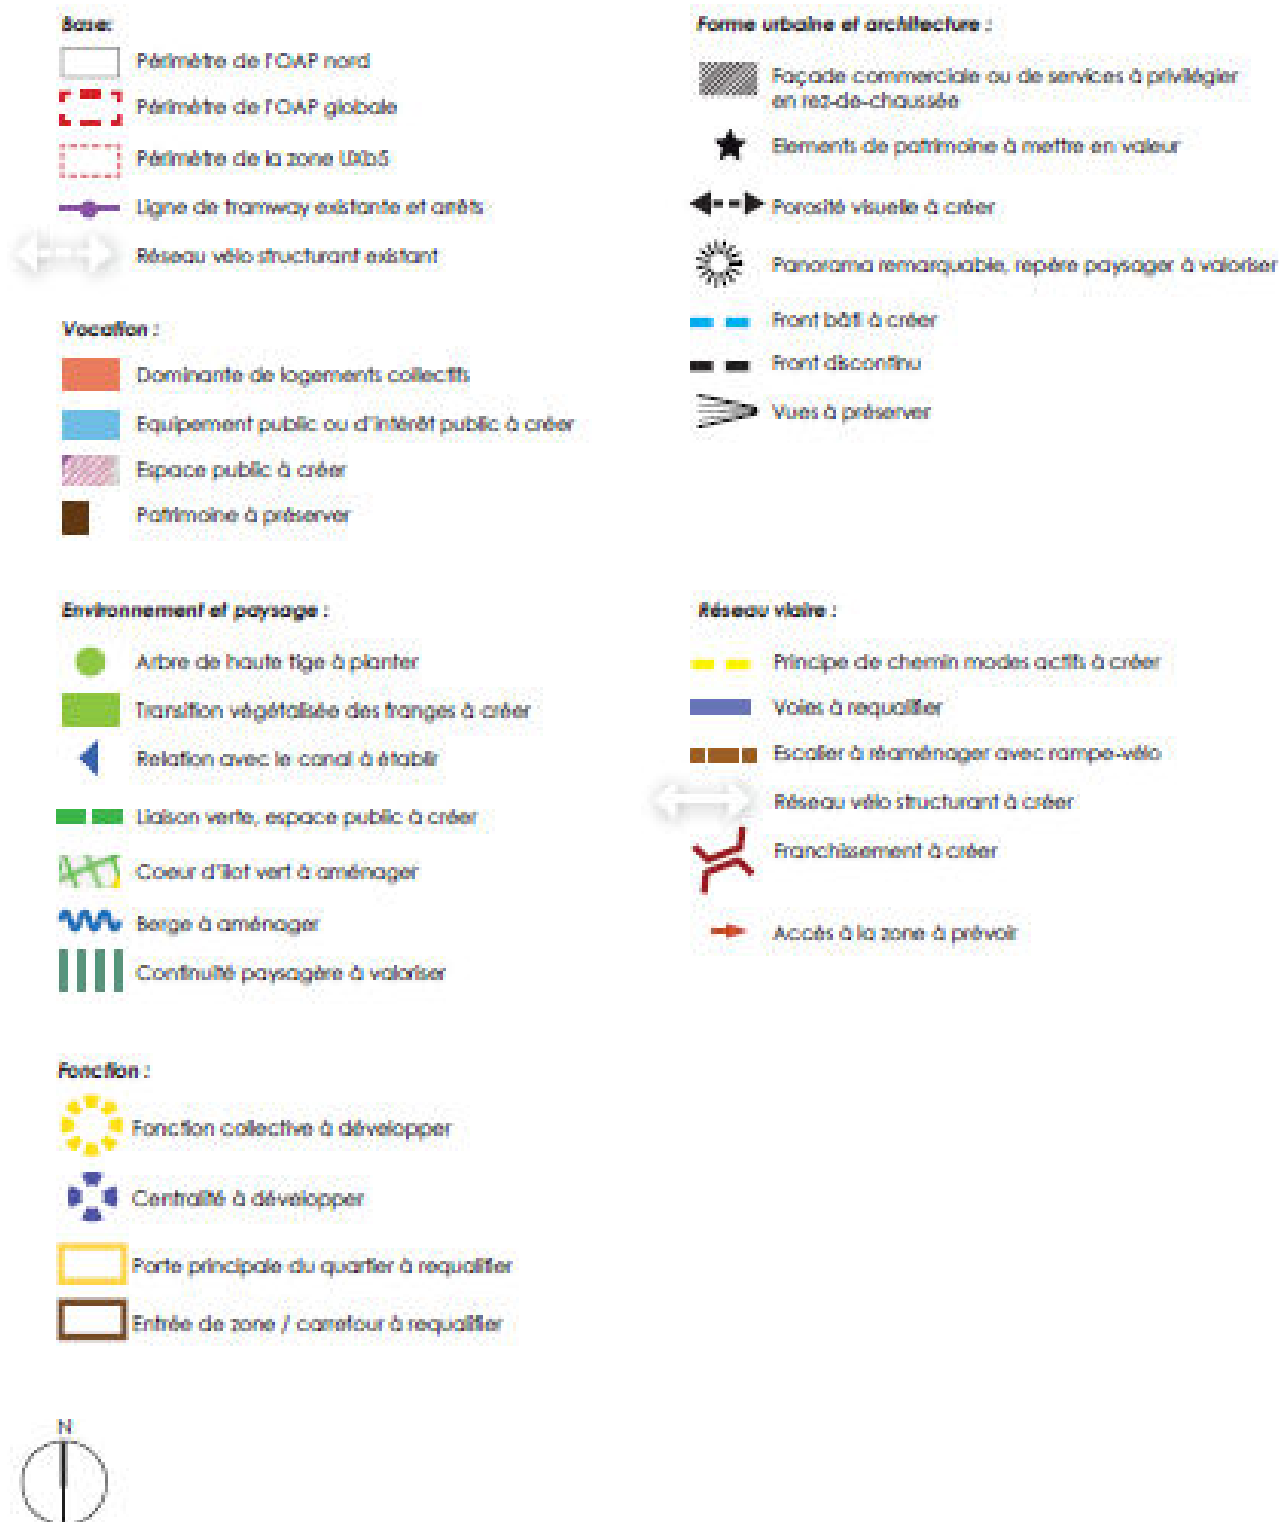 Base:
Périmètre de l'OAP nord
Périmètre de l'OAP globale
Périmètre de la zone UXb5
Ligne de tramway existante et arrêts
Réseau vélo structurant existant
Vocation :
Dominante de logements collectifs
Equipement public ou d'intérêt public à créer
Espace public à créer
Patrimoine à préserver
Environnement et paysage :
Arbre de haute tige à planter
Transition végétalisée des franges à créer
Relation avec le canal à établir
Liaison verte, espace public à créer
Coeur d'îlot vert à aménager
Berge à aménager
Continuité paysagère à valoriser
Fonction :
Fonction collective à développer
Centralité à développer
Porte principale du quartier à requalifier
Entrée de zone / carrefour à requalifier
N
Forme urbaine et architecture :
Façade commerciale ou de services à privilégier
en rez-de-chaussée
Elements de patrimoine à mettre en valeur
Porosité visuelle à créer
Panorama remarquable, repère paysager à valoriser
Front bâti à créer
Front discontinu
Vues à préserver
Réseau viaire :
Principe de chemin modes actifs à créer
Voies à requalifier
Escalier à réaménager avec rampe-vélo
Réseau vélo structurant à créer
Franchissement à créer
Accès à la zone à prévoir